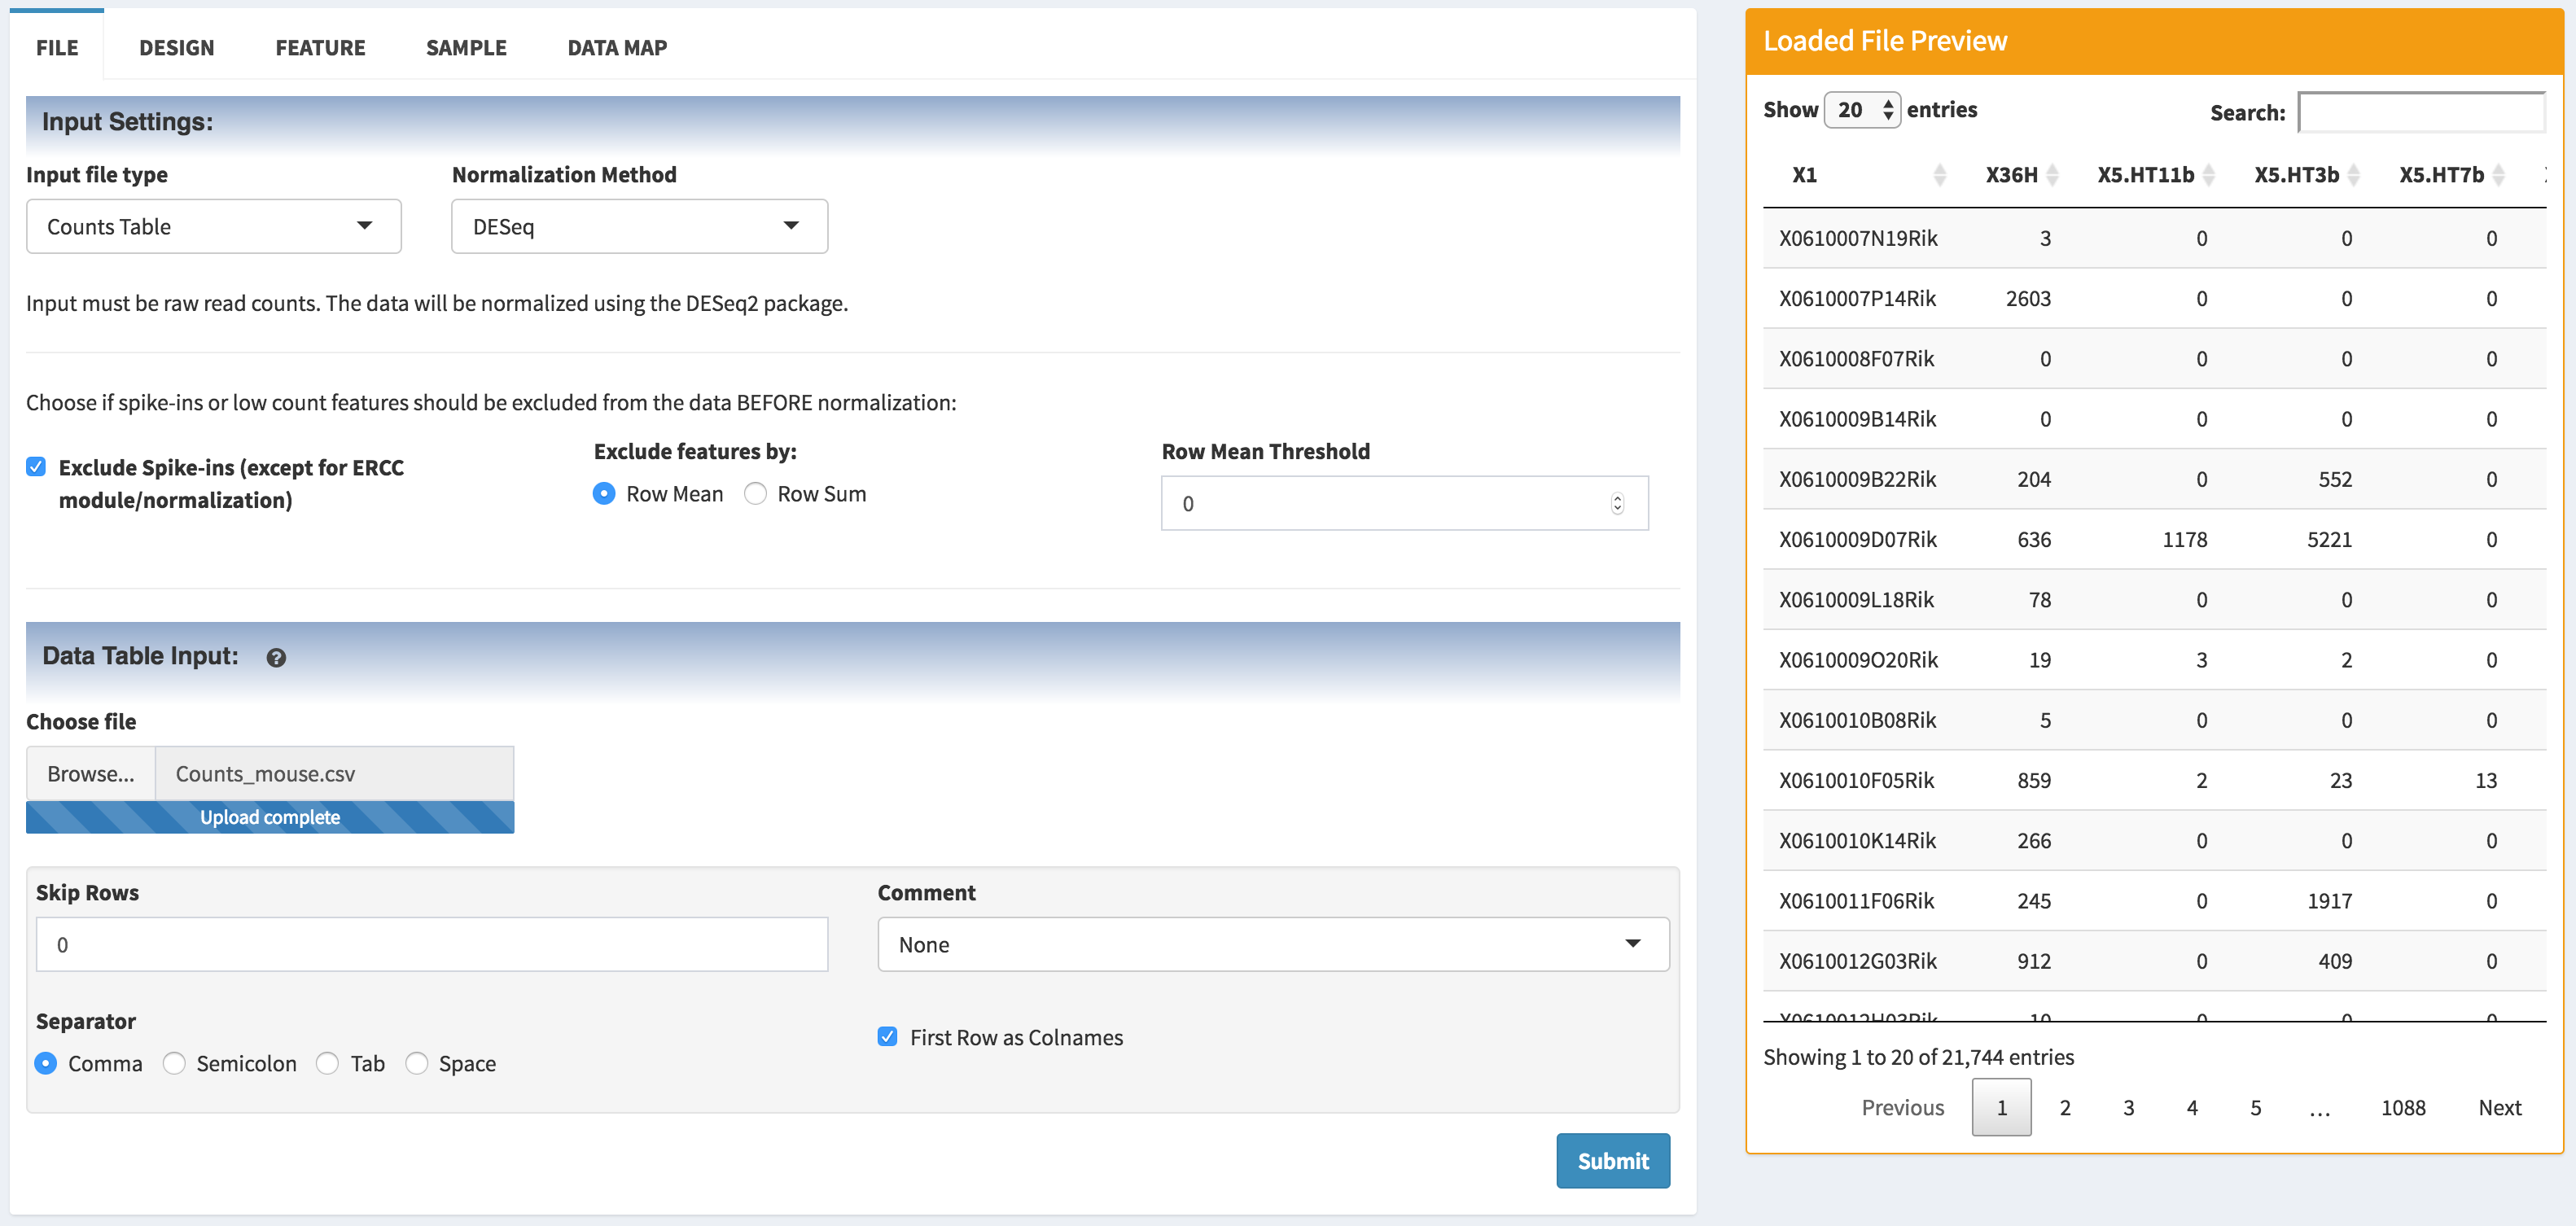 FILE DESIGN FEATURE SAMPLE DATA MAP
Input Settings:
Input file type Normalization Method
Counts Table DESeq
Input must be raw read counts. The data will be normalized using the DESeq2 package.
Choose if spike-ins or low count features should be excluded from the data BEFORE normalization:
Exclude Spike-ins (except for ERCC
module/normalization)
Exclude features by:
Row Mean Row Sum
Row Mean Threshold
0
Data Table Input:
Choose file
Browse... Counts_mouse.csv
Upload complete
Skip Rows
0
Comment
None
Separator
Comma Semicolon Tab Space
First Row as Colnames
Submit
Loaded File Preview
Show 20 entries Search:
X1 X36H X5.HT11b X5.HT3b X5.HT7b
X0610007N19Rik 3 0 0 0
X0610007P14Rik 2603 0 0 0
X0610008F07Rik 0 0 0 0
X0610009B14Rik 0 0 0 0
X0610009B22Rik 204 0 552 0
X0610009D07Rik 636 1178 5221 0
X0610009L18Rik 78 0 0 0
X0610009O20Rik 19 3 2 0
X0610010B08Rik 5 0 0 0
X0610010F05Rik 859 2 23 13
X0610010K14Rik 266 0 0 0
X0610011F06Rik 245 0 1917 0
X0610012G03Rik 912 0 409 0
X0610012H03Rik 10 0 0 0
Showing 1 to 20 of 21,744 entries
Previous 1 2 3 4 5 ... 1088 Next